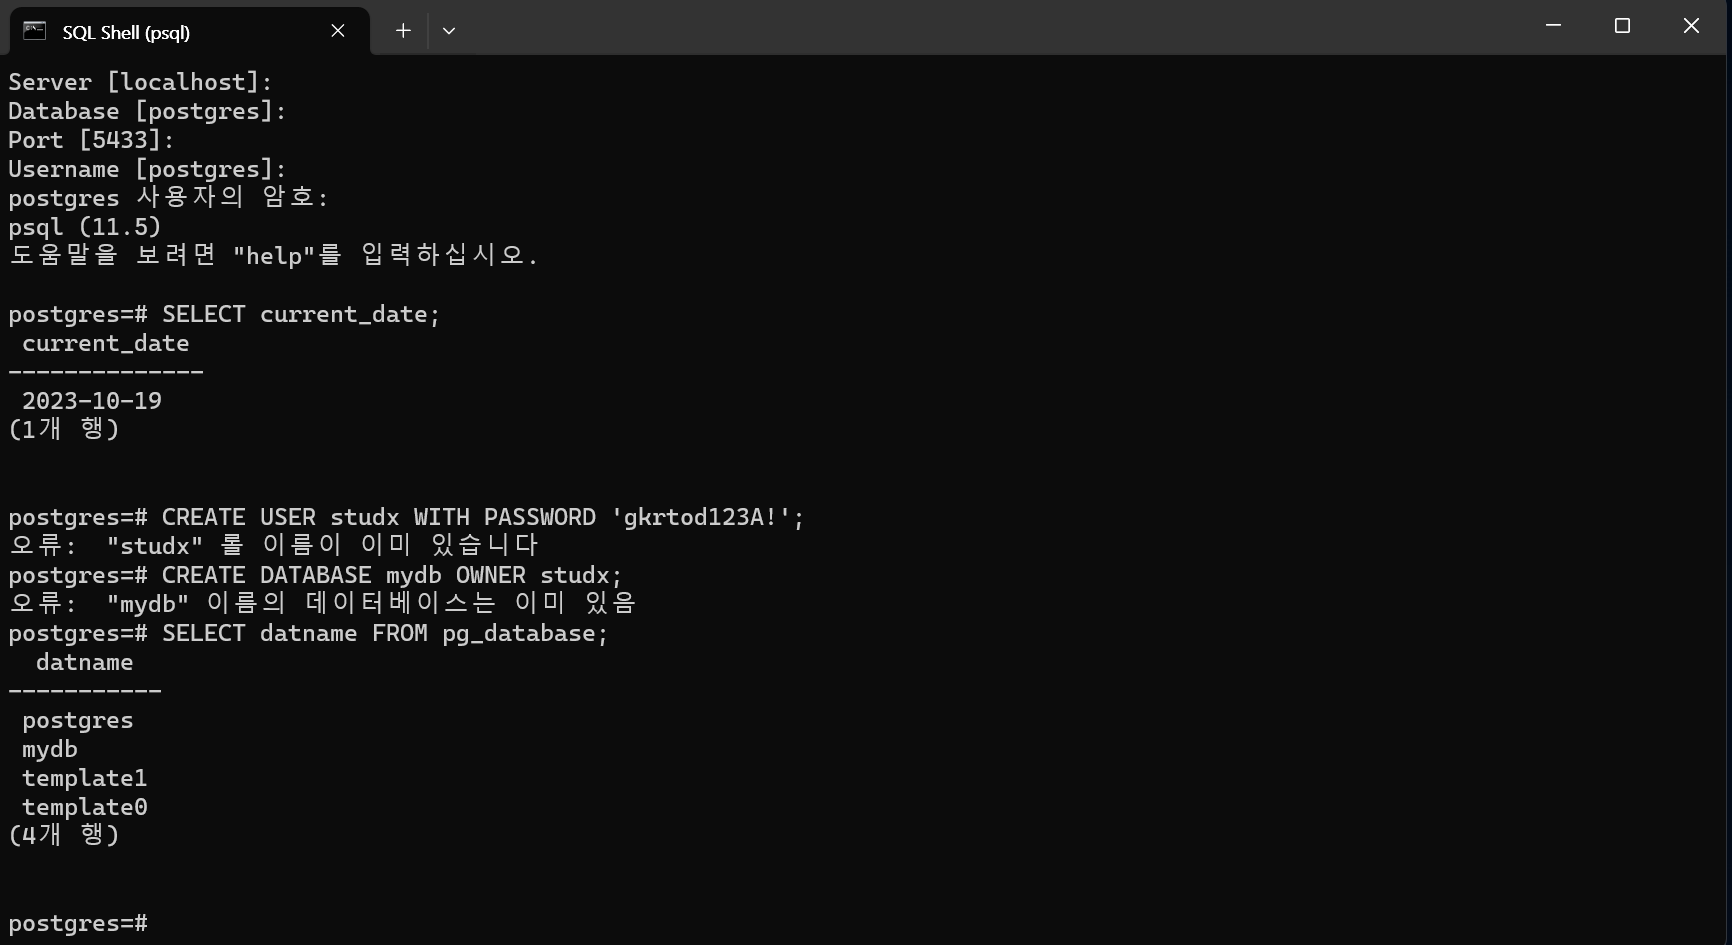 SQL Shell (psql)
Server [localhost]:
Database [postgres]:
Port [5433]:
Username [postgres]:
postgres 사용자의 암호:
psql (11.5)
도움말을 보려면 "help"를 입력하십시오.
postgres=# SELECT current_date;
current_date
--------------
2023-10-19
(1개 행)
postgres=# CREATE USER studx WITH PASSWORD 'gkrtod123A!';
오류:  "studx" 롤 이름이 이미 있습니다
postgres=# CREATE DATABASE mydb OWNER studx;
오류:  "mydb" 이름의 데이터베이스는 이미 있음
postgres=# SELECT datname FROM pg_database;
datname
-----------
postgres
mydb
template1
template0
(4개 행)
postgres=#